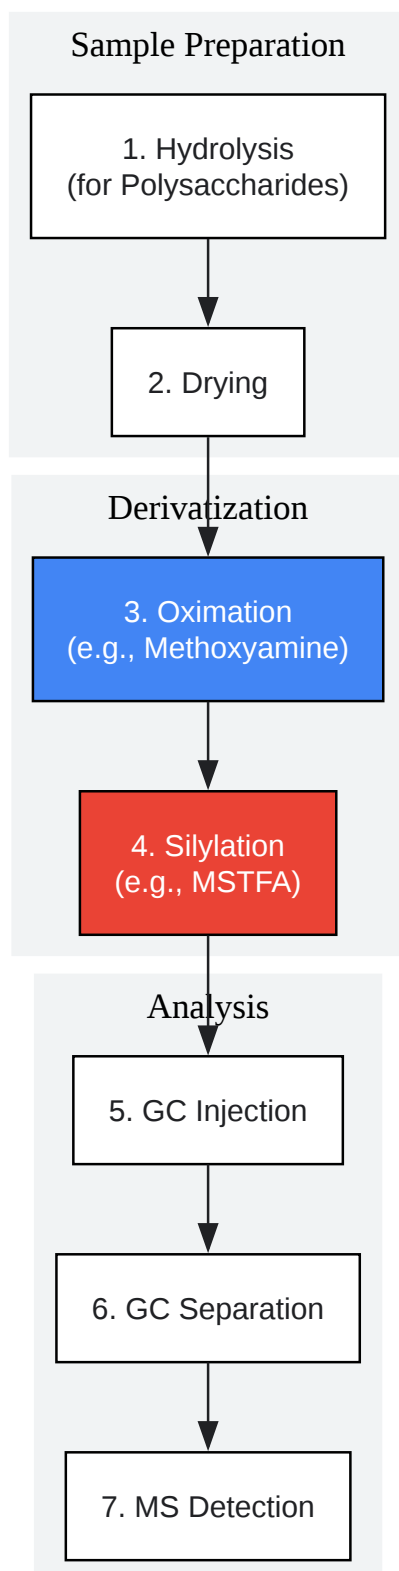 Sample Preparation
1. Hydrolysis
(for Polysaccharides)
2. Drying
Derivatization
3. Oximation
(e.g., Methoxyamine)
4. Silylation
(e.g., MSTFA)
Analysis
5. GC Injection
6. GC Separation
7. MS Detection